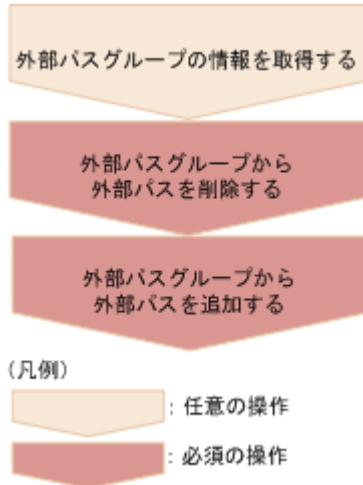 外部パスグループの情報を取得する
外部パスグループから
外部パスを削除する
外部パスグループから
外部パスを追加する
(凡例)
: 任意の操作
: 必須の操作